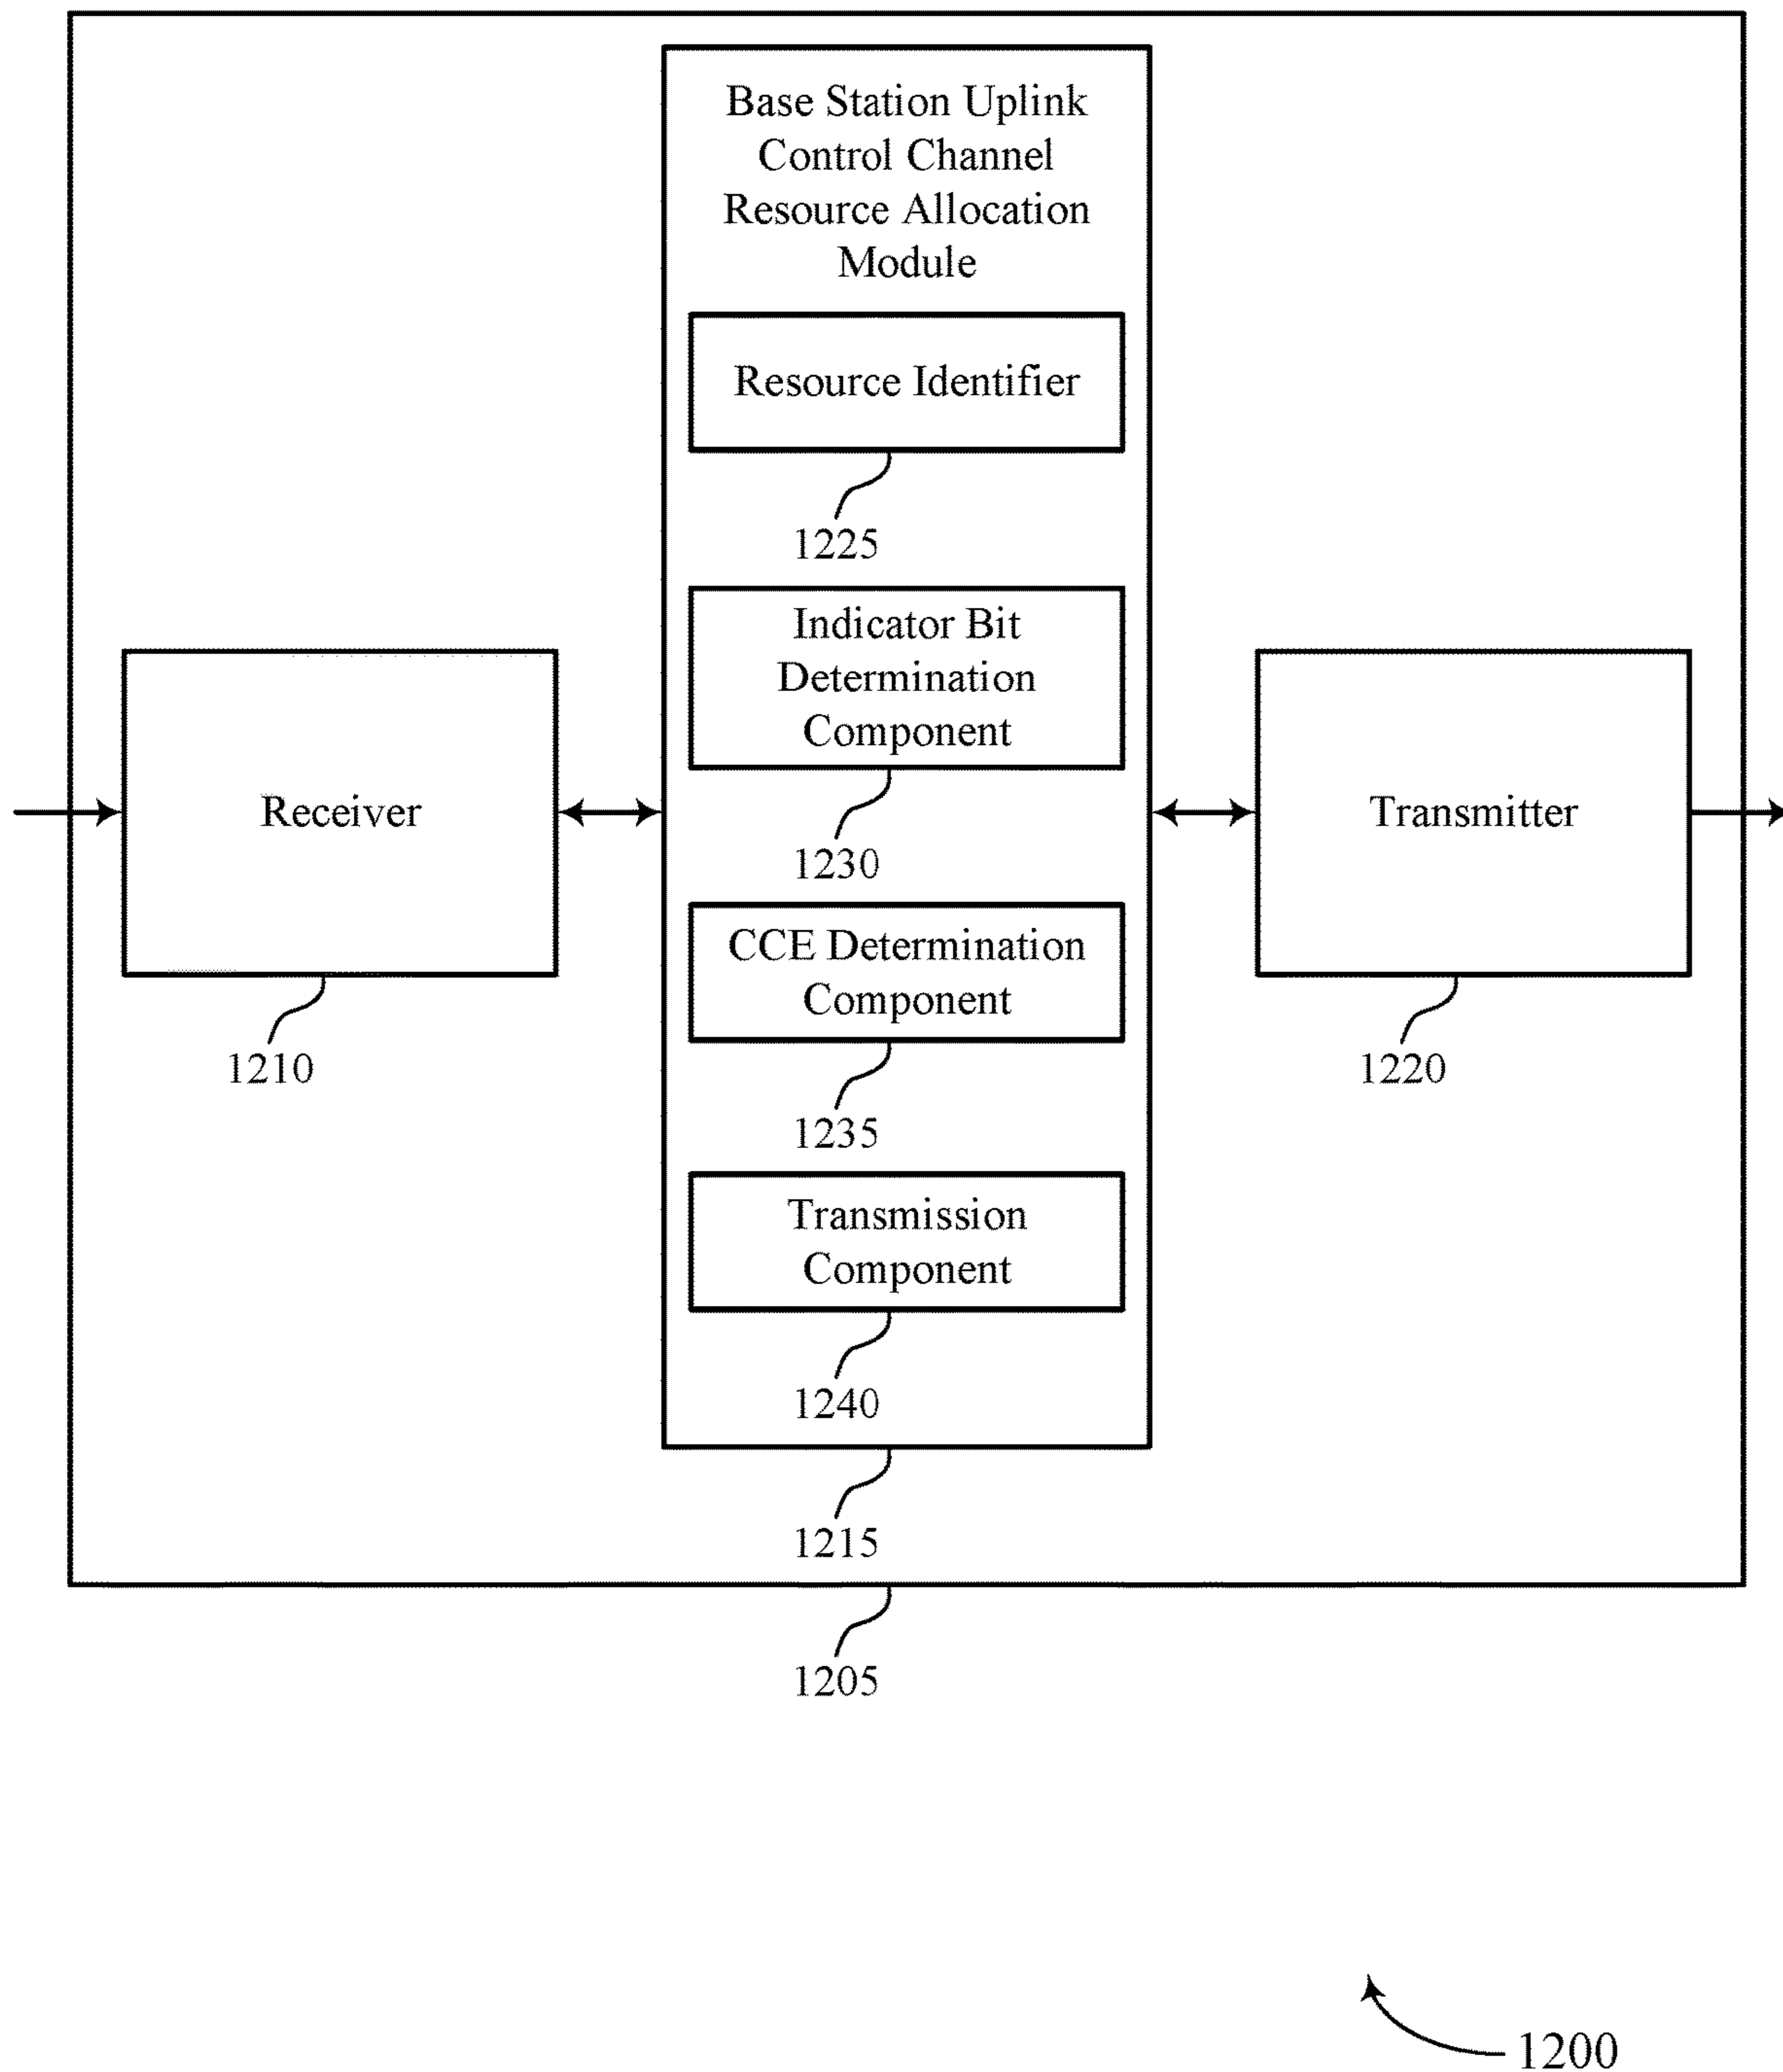 Base Station Uplink
Control Channel
Resource Allocation
Module
Resource Identifier
1225
Indicator Bit
Determination
Component
1230
Receiver
1210
Transmitter
1220
CCE Determination
Component
1235
Transmission
Component
1240
1215
1205
1200